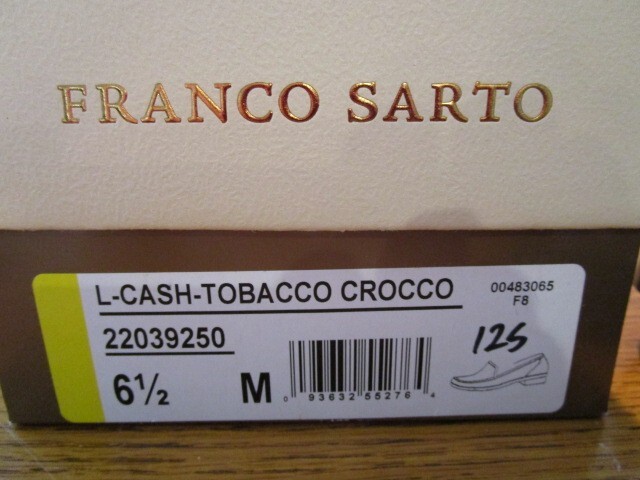 FRANCO SARTO
L-CASH-TOBACCO CROCCO
00483065
F8
22039250
125
6½ M
0 93632 55276 4